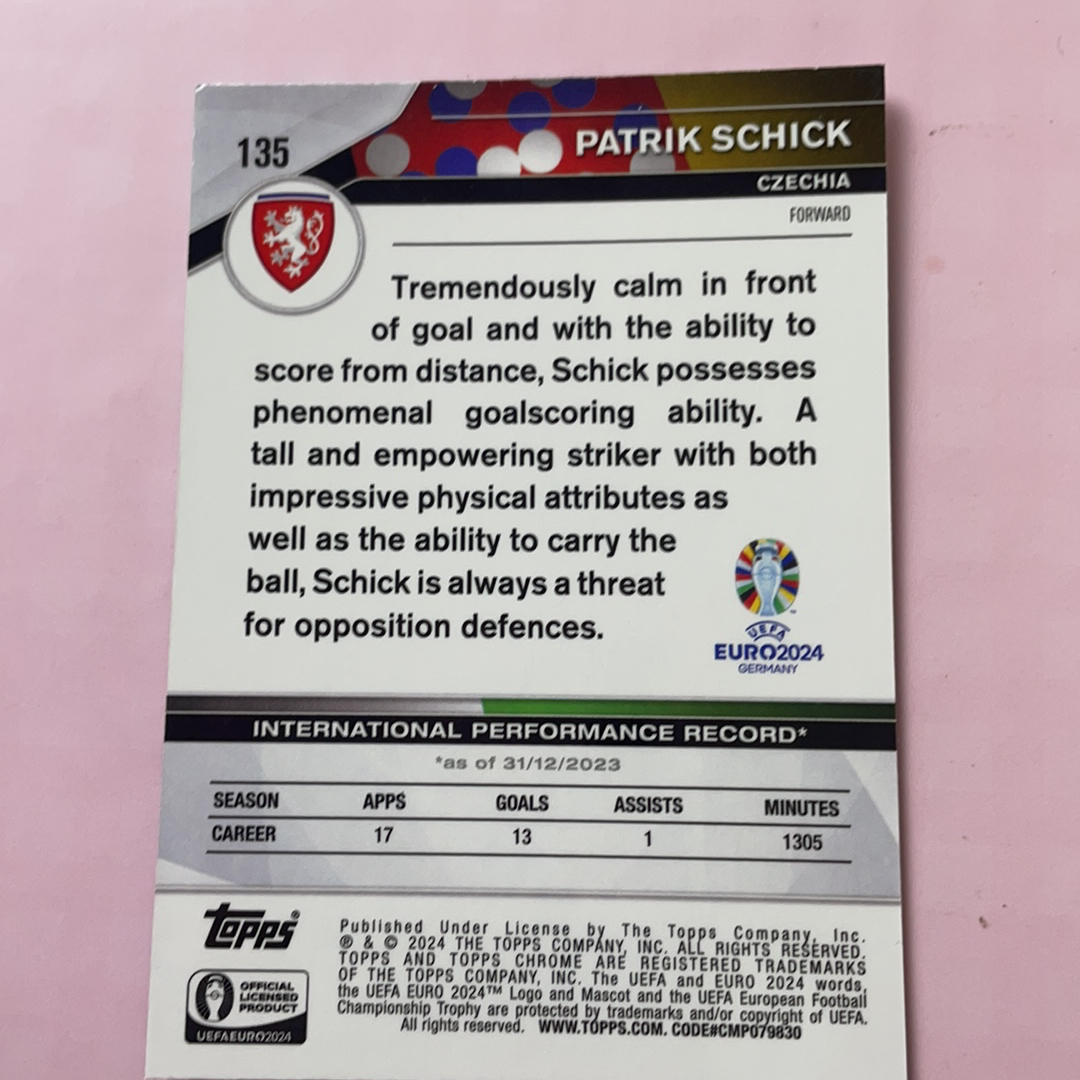 135
PATRIK SCHICK
CZECHIA
FORWARD
Tremendously calm in front
of goal and with the ability to
score from distance, Schick possesses
phenomenal goalscoring ability. A
tall and empowering striker with both
impressive physical attributes as
well as the ability to carry the
ball, Schick is always a threat
for opposition defences.
UEFA
EURO2024
GERMANY
INTERNATIONAL PERFORMANCE RECORD*
*as of 31/12/2023
SEASON APPS GOALS ASSISTS MINUTES
CAREER 17 13 1 1305
topps®
OFFICIAL
LICENSED
PRODUCT
UEFAEURO2024
Published Under License by The Topps Company, Inc.
® & © 2024 THE TOPPS COMPANY, INC. ALL RIGHTS RESERVED.
TOPPS AND TOPPS CHROME ARE REGISTERED TRADEMARKS
OF THE TOPPS COMPANY, INC. The UEFA and EURO 2024 words,
the UEFA EURO 2024™ Logo and Mascot and the UEFA European Football
Championship Trophy are protected by trademarks and/or copyright of UEFA.
All rights reserved. WWW.TOPPS.COM. CODE#CMP079830